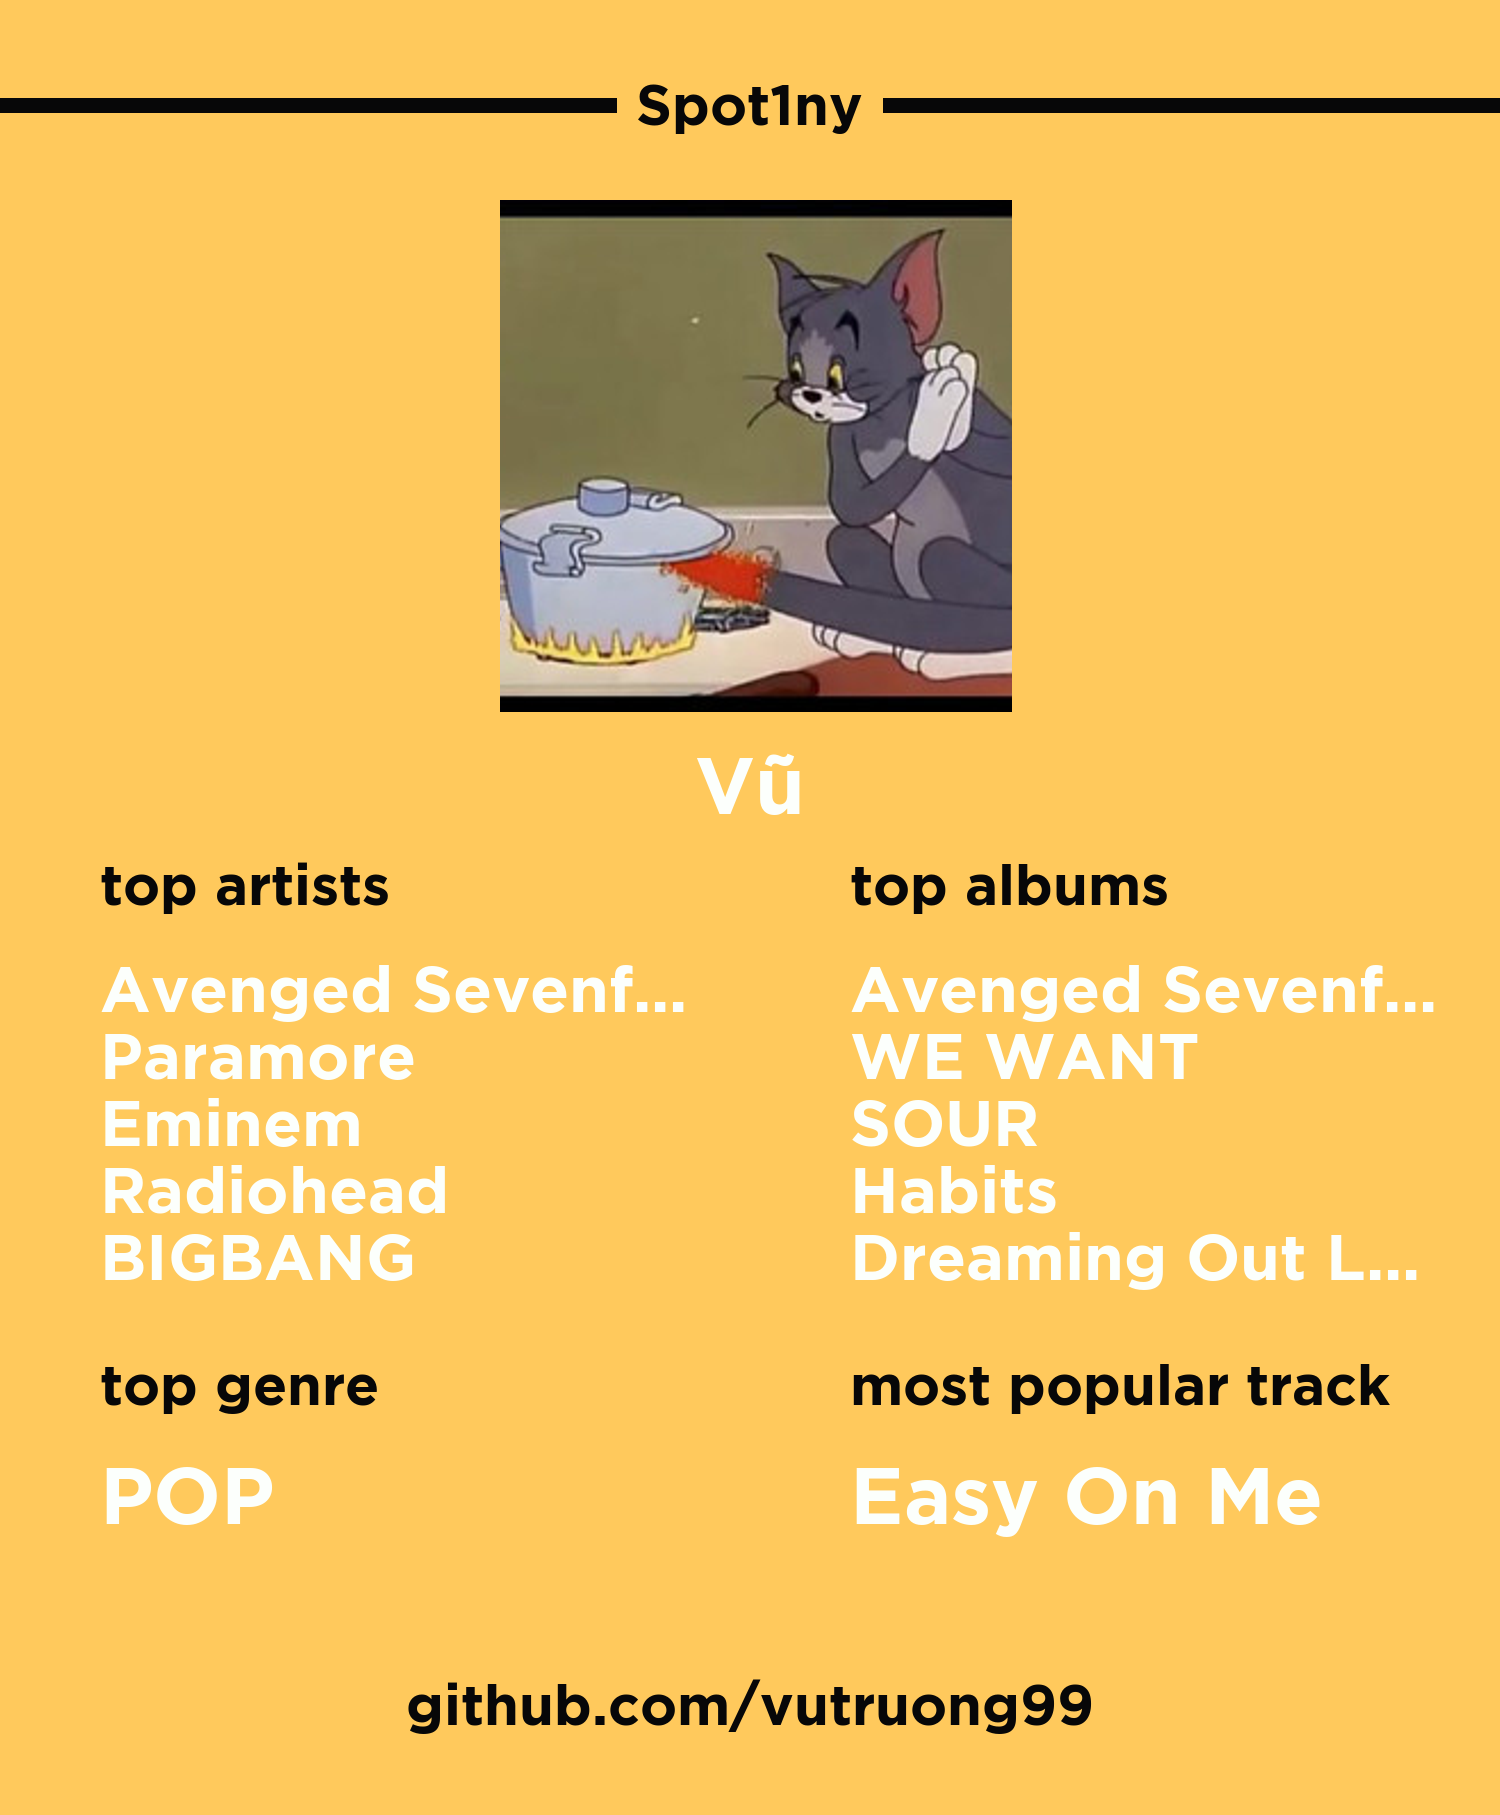 Spot1ny
Vũ
top artists
Avenged Sevenf...
Paramore
Eminem
Radiohead
BIGBANG
top albums
Avenged Sevenf...
WE WANT
SOUR
Habits
Dreaming Out L...
top genre
POP
most popular track
Easy On Me
github.com/vutruong99